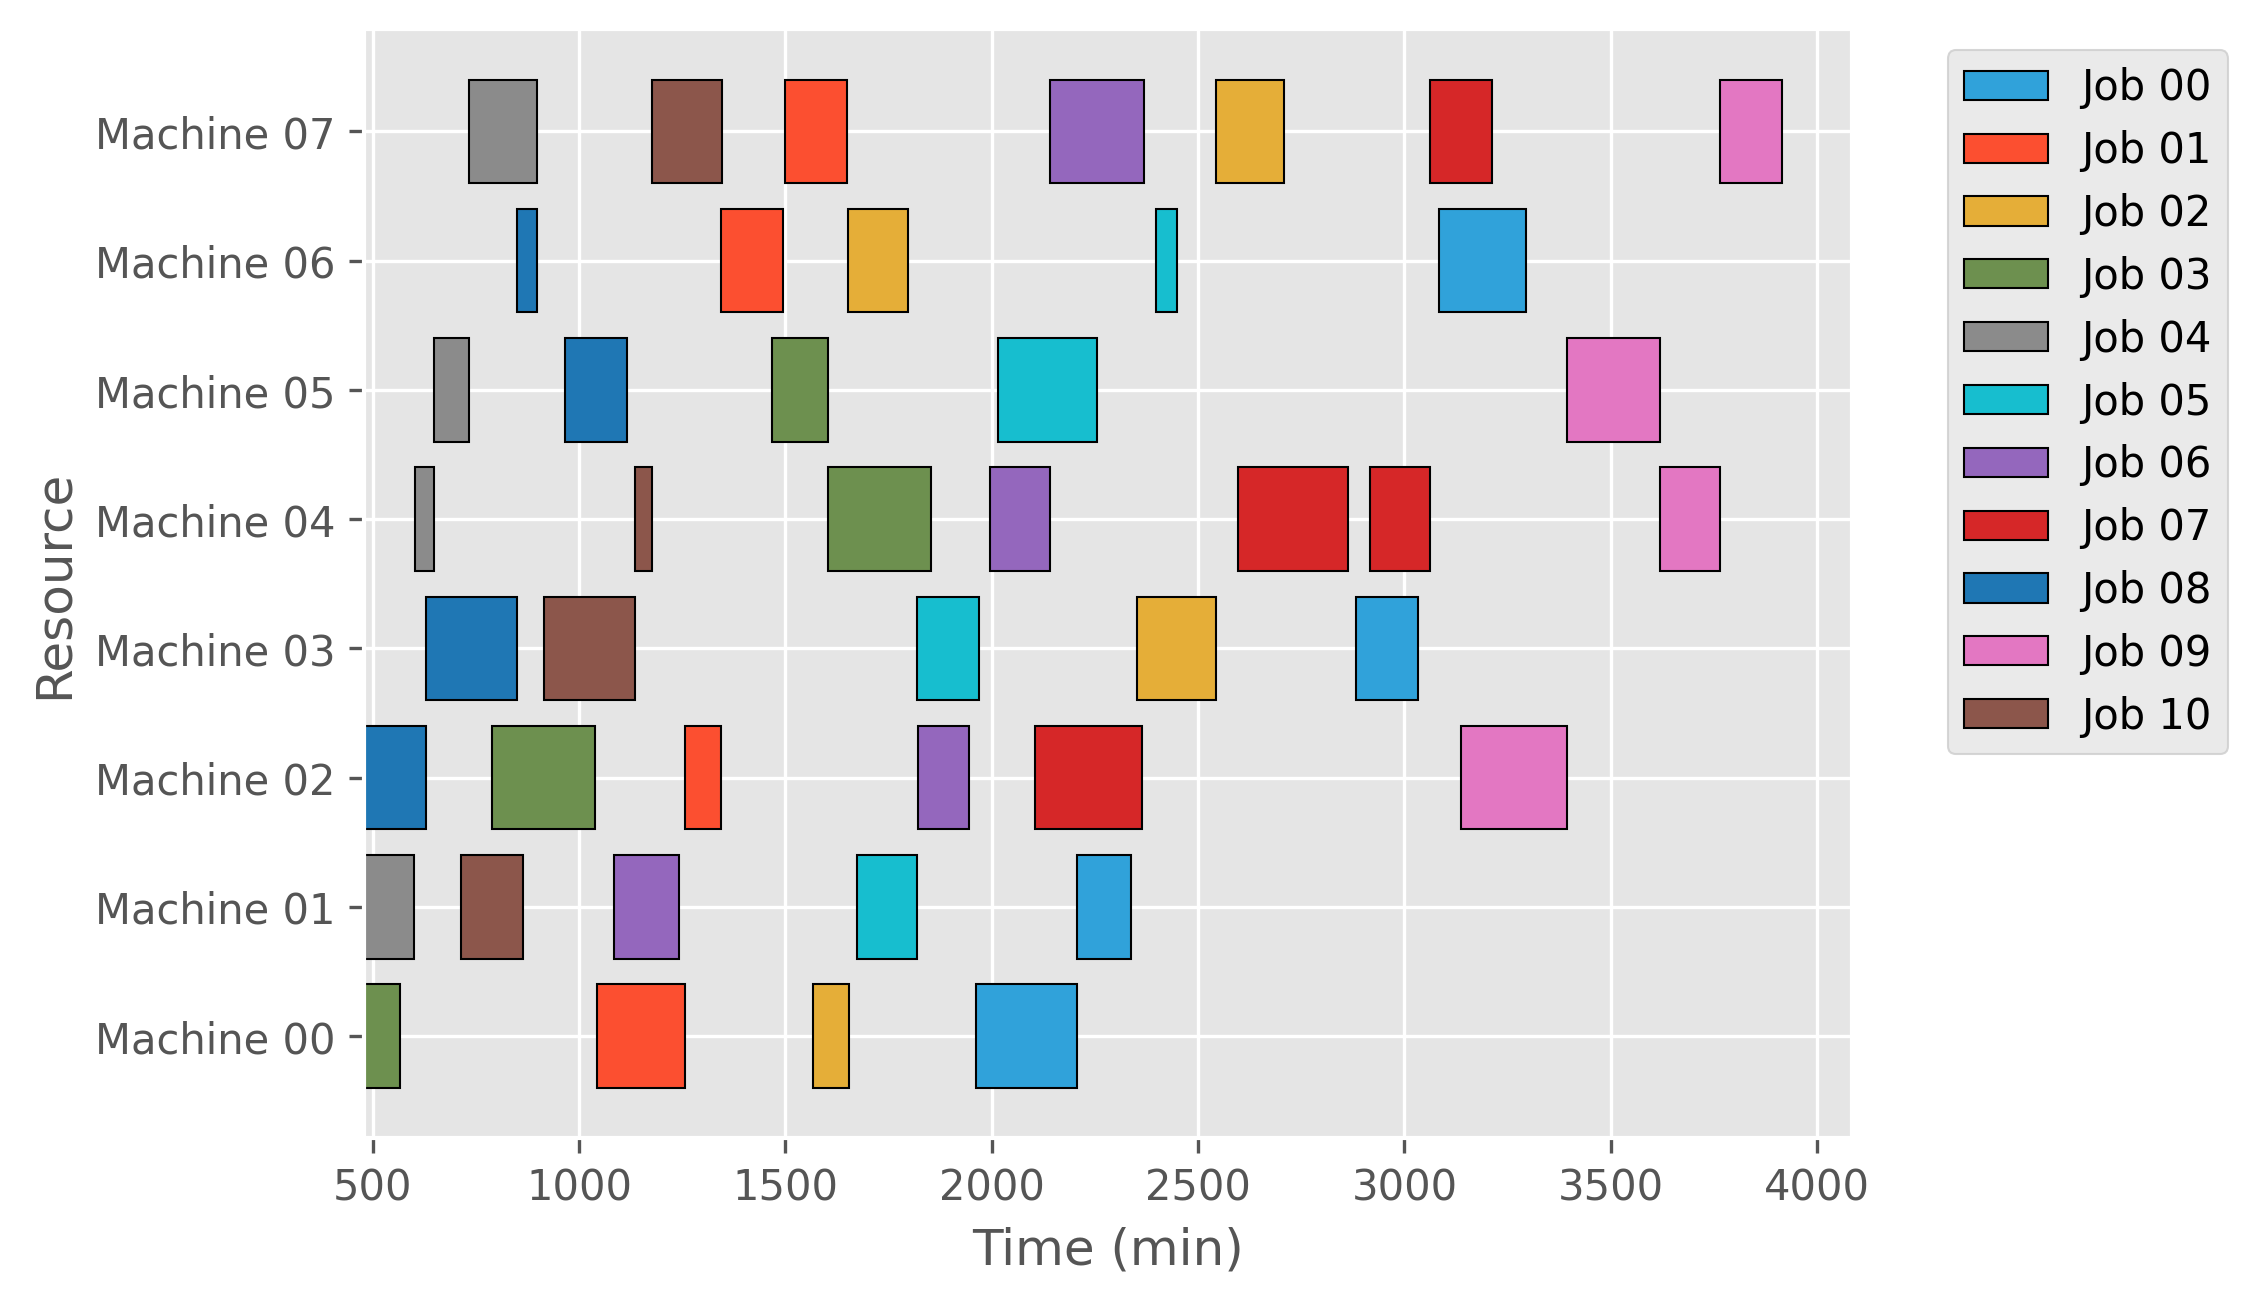 Machine 07
Machine 06
Machine 05
Machine 04
Machine 03
Machine 02
Machine 01
Machine 00
Resource
500 1000 1500 2000 2500 3000 3500 4000
Time (min)
Job 00
Job 01
Job 02
Job 03
Job 04
Job 05
Job 06
Job 07
Job 08
Job 09
Job 10